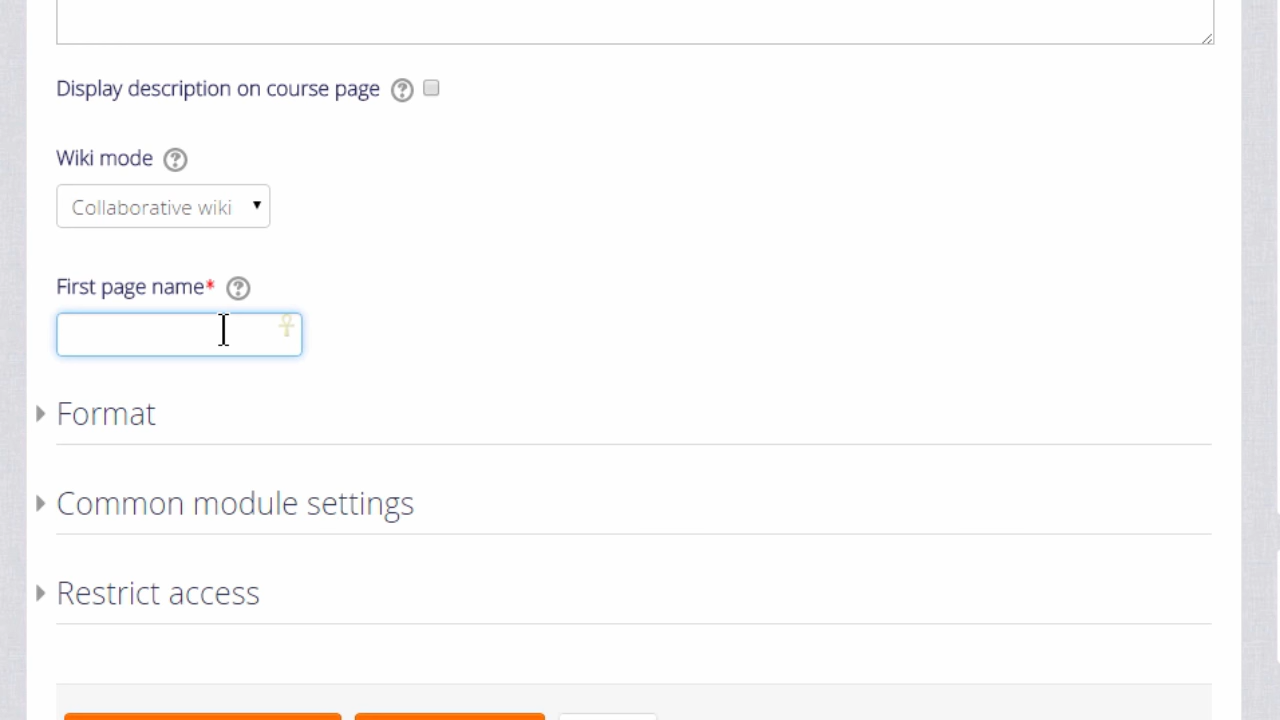 Display description on course page
Wiki mode
Collaborative wiki
First page name*
Format
Common module settings
Restrict access